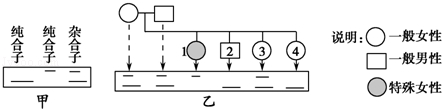 纯合子 纯合子 杂合子
甲
1 2 3 4
乙
说明：
一般女性
一般男性
特殊女性